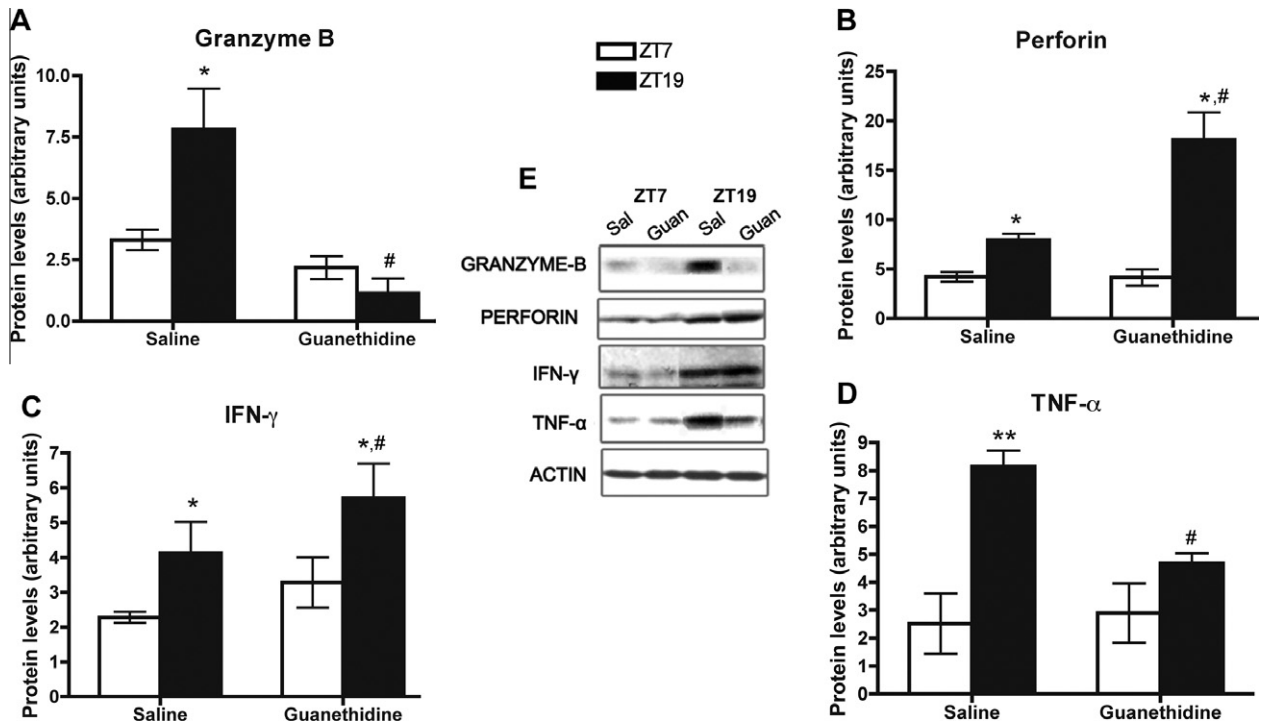 A
Granzyme B
Protein levels (arbitrary units)
10.0
7.5
5.0
2.5
0.0
*
#
Saline
Guanethidine
ZT7
ZT19
B
Perforin
Protein levels (arbitrary units)
25
20
15
10
5
0
*
*,#
Saline
Guanethidine
E
ZT7 ZT19
Sal Guan Sal Guan
GRANZYME-B
PERFORIN
IFN-γ
TNF-α
ACTIN
C
IFN-γ
Protein levels (arbitrary units)
7
6
5
4
3
2
1
0
*
*,#
Saline
Guanethidine
D
TNF-α
Protein levels (arbitrary units)
9
8
7
6
5
4
3
2
1
0
**
#
Saline
Guanethidine